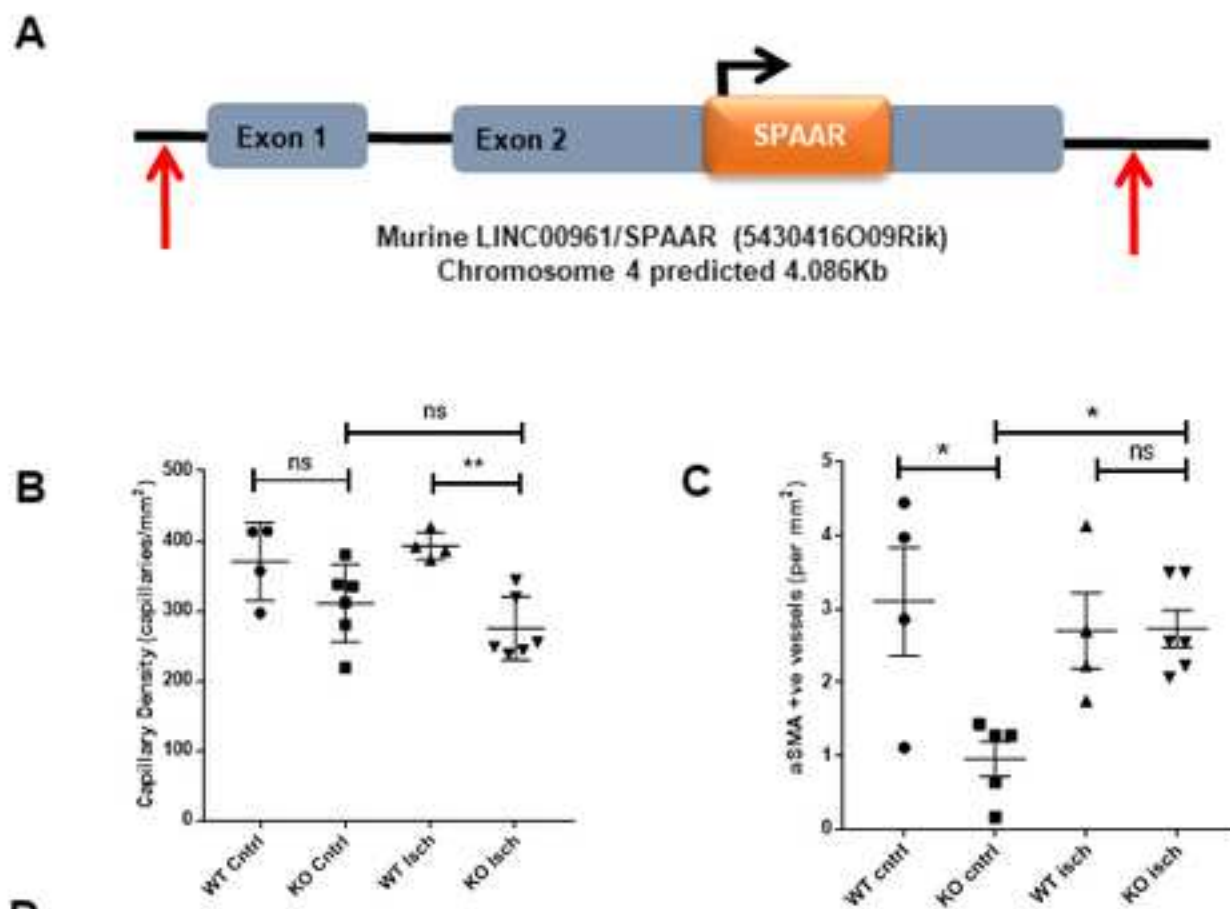 A
Exon 1
Exon 2
SPAAR
Murine LINC00961/SPAAR (5430416O09Rik)
Chromosome 4 predicted 4.086Kb
B
Capillary Density (capillaries/mm²)
500
400
300
200
100
0
ns
ns
**
WT Cntrl
KO Cntrl
WT Isch
KO Isch
C
aSMA +ve vessels (per mm²)
5
4
3
2
1
0
*
*
ns
WT cntrl
KO cntrl
WT isch
KO isch